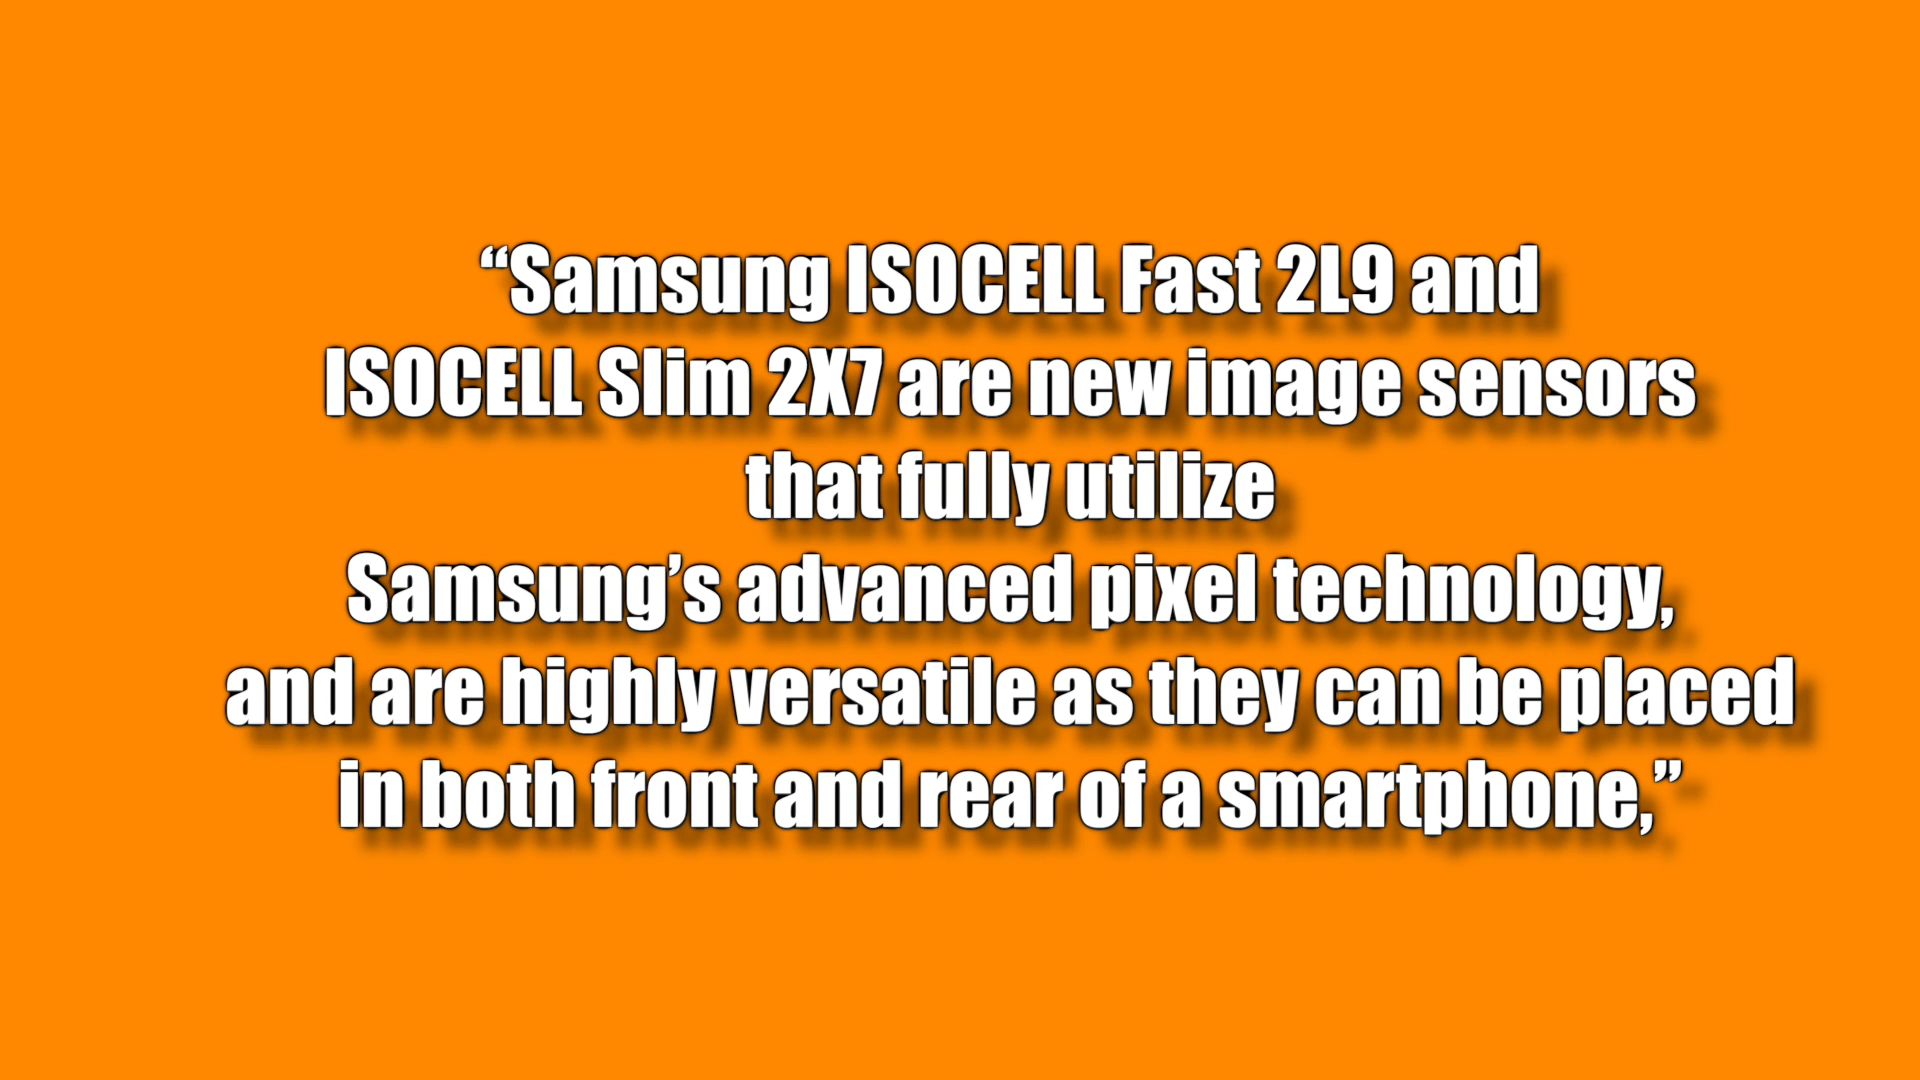 “Samsung ISOCELL Fast 2L9 and
ISOCELL Slim 2X7 are new image sensors
that fully utilize
Samsung’s advanced pixel technology,
and are highly versatile as they can be placed
in both front and rear of a smartphone,”